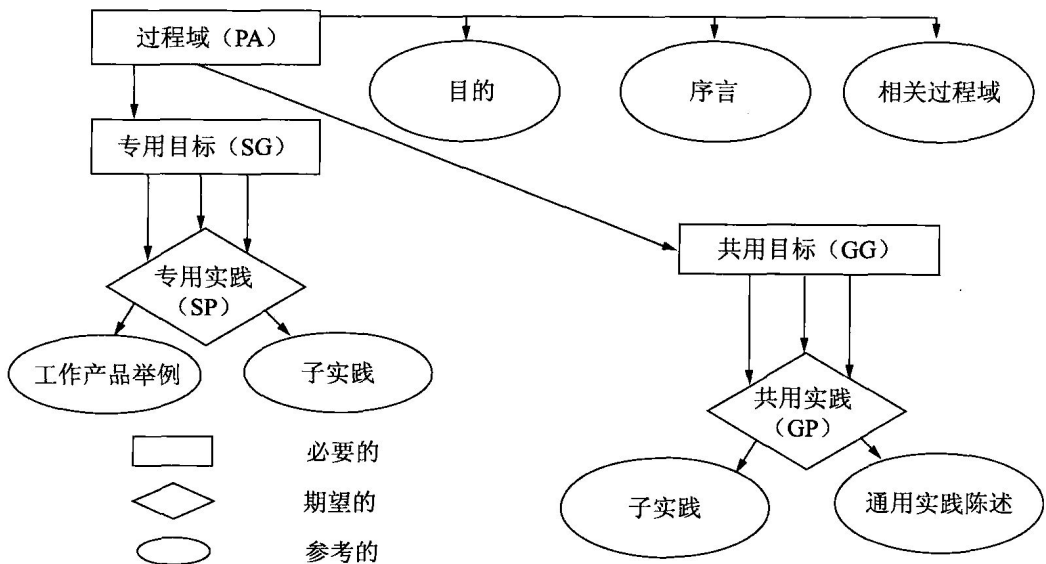 过程域（PA）
目的
序言
相关过程域
专用目标（SG）
共用目标（GG）
专用实践
（SP）
工作产品举例
子实践
共用实践
（GP）
子实践
通用实践陈述
必要的
期望的
参考的